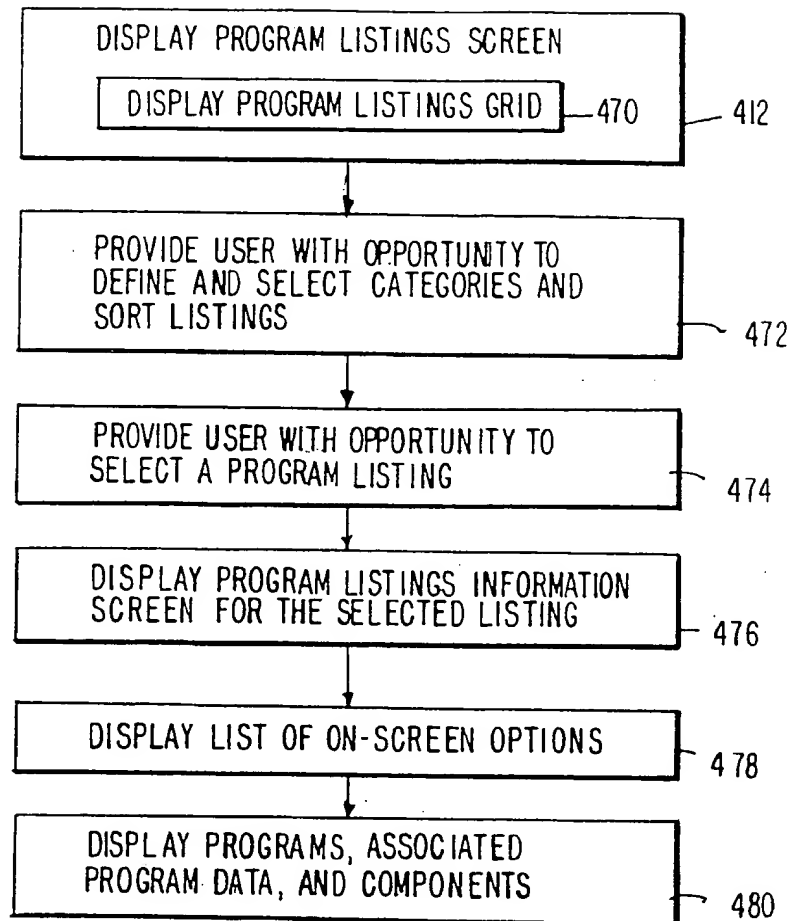 DISPLAY PROGRAM LISTINGS SCREEN
DISPLAY PROGRAM LISTINGS GRID 470
412
PROVIDE USER WITH OPPORTUNITY TO
DEFINE AND SELECT CATEGORIES AND
SORT LISTINGS
472
PROVIDE USER WITH OPPORTUNITY TO
SELECT A PROGRAM LISTING
474
DISPLAY PROGRAM LISTINGS INFORMATION
SCREEN FOR THE SELECTED LISTING
476
DISPLAY LIST OF ON-SCREEN OPTIONS
478
DISPLAY PROGRAMS, ASSOCIATED
PROGRAM DATA, AND COMPONENTS
480